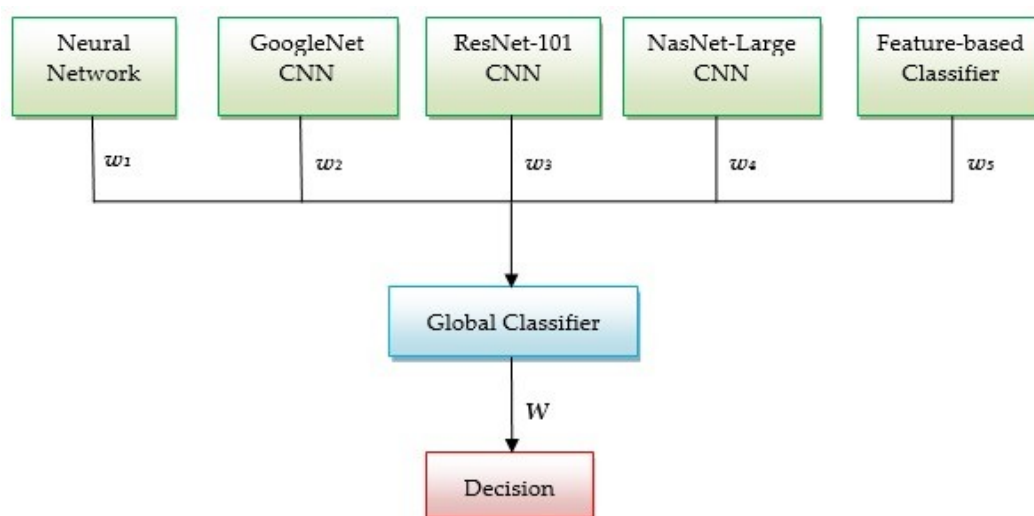 Neural
Network
GoogleNet
CNN
ResNet-101
CNN
NasNet-Large
CNN
Feature-based
Classifier
w₁
w₂
w₃
w₄
w₅
Global Classifier
W
Decision